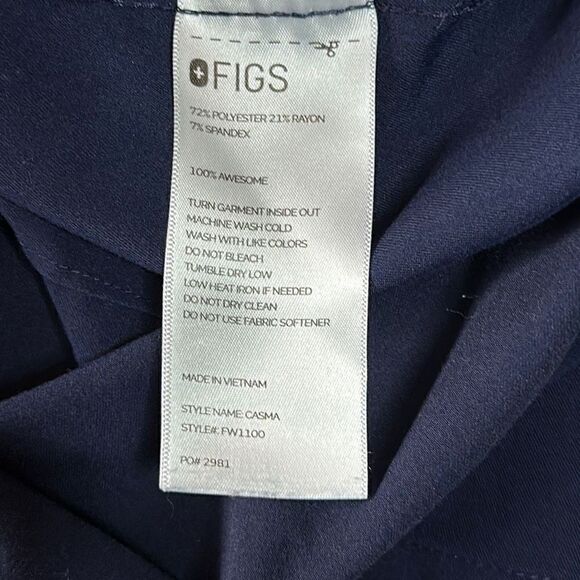 FIGS
72% POLYESTER 21% RAYON
7% SPANDEX
100% AWESOME
TURN GARMENT INSIDE OUT
MACHINE WASH COLD
WASH WITH LIKE COLORS
DO NOT BLEACH
TUMBLE DRY LOW
LOW HEAT IRON IF NEEDED
DO NOT DRY CLEAN
DO NOT USE FABRIC SOFTENER
MADE IN VIETNAM
STYLE NAME: CASMA
STYLE#: FW1100
PO# 2981